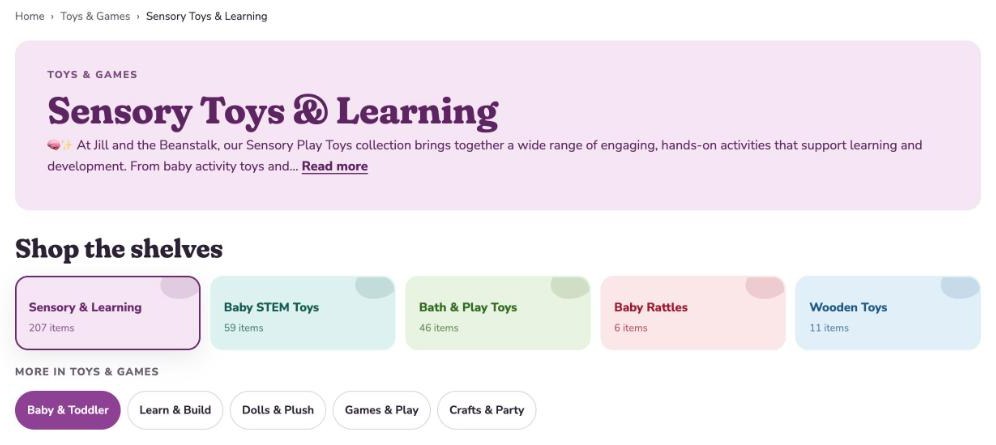 Home › Toys & Games › Sensory Toys & Learning
TOYS & GAMES
Sensory Toys & Learning
🧠✨ At Jill and the Beanstalk, our Sensory Play Toys collection brings together a wide range of engaging, hands-on activities that support learning and
development. From baby activity toys and... Read more
Shop the shelves
Sensory & Learning
207 items
Baby STEM Toys
59 items
Bath & Play Toys
46 items
Baby Rattles
6 items
Wooden Toys
11 items
MORE IN TOYS & GAMES
Baby & Toddler
Learn & Build
Dolls & Plush
Games & Play
Crafts & Party